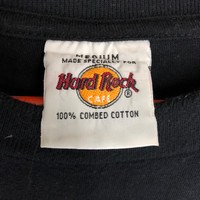 MEDIUM
MADE SPECIALLY FOR
Hard Rock
CAFE
®
100% COMBED COTTON